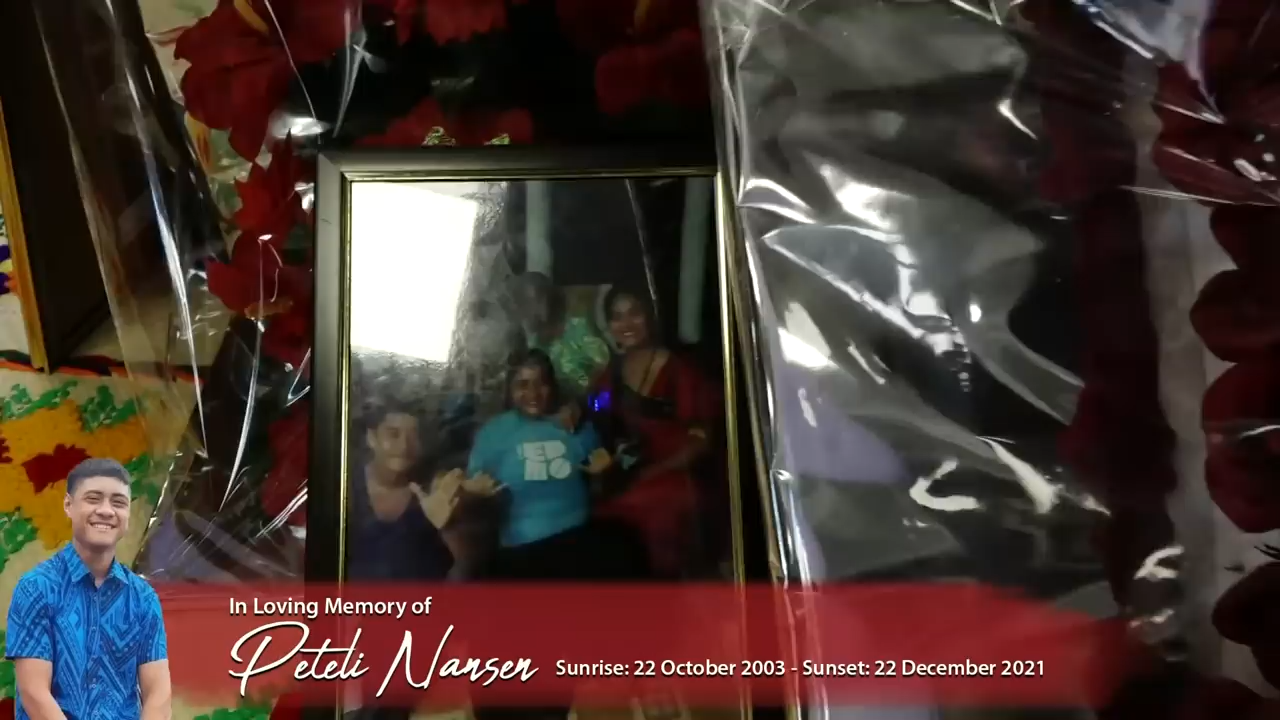 In Loving Memory of
Peteli Nansen
Sunrise: 22 October 2003 - Sunset: 22 December 2021